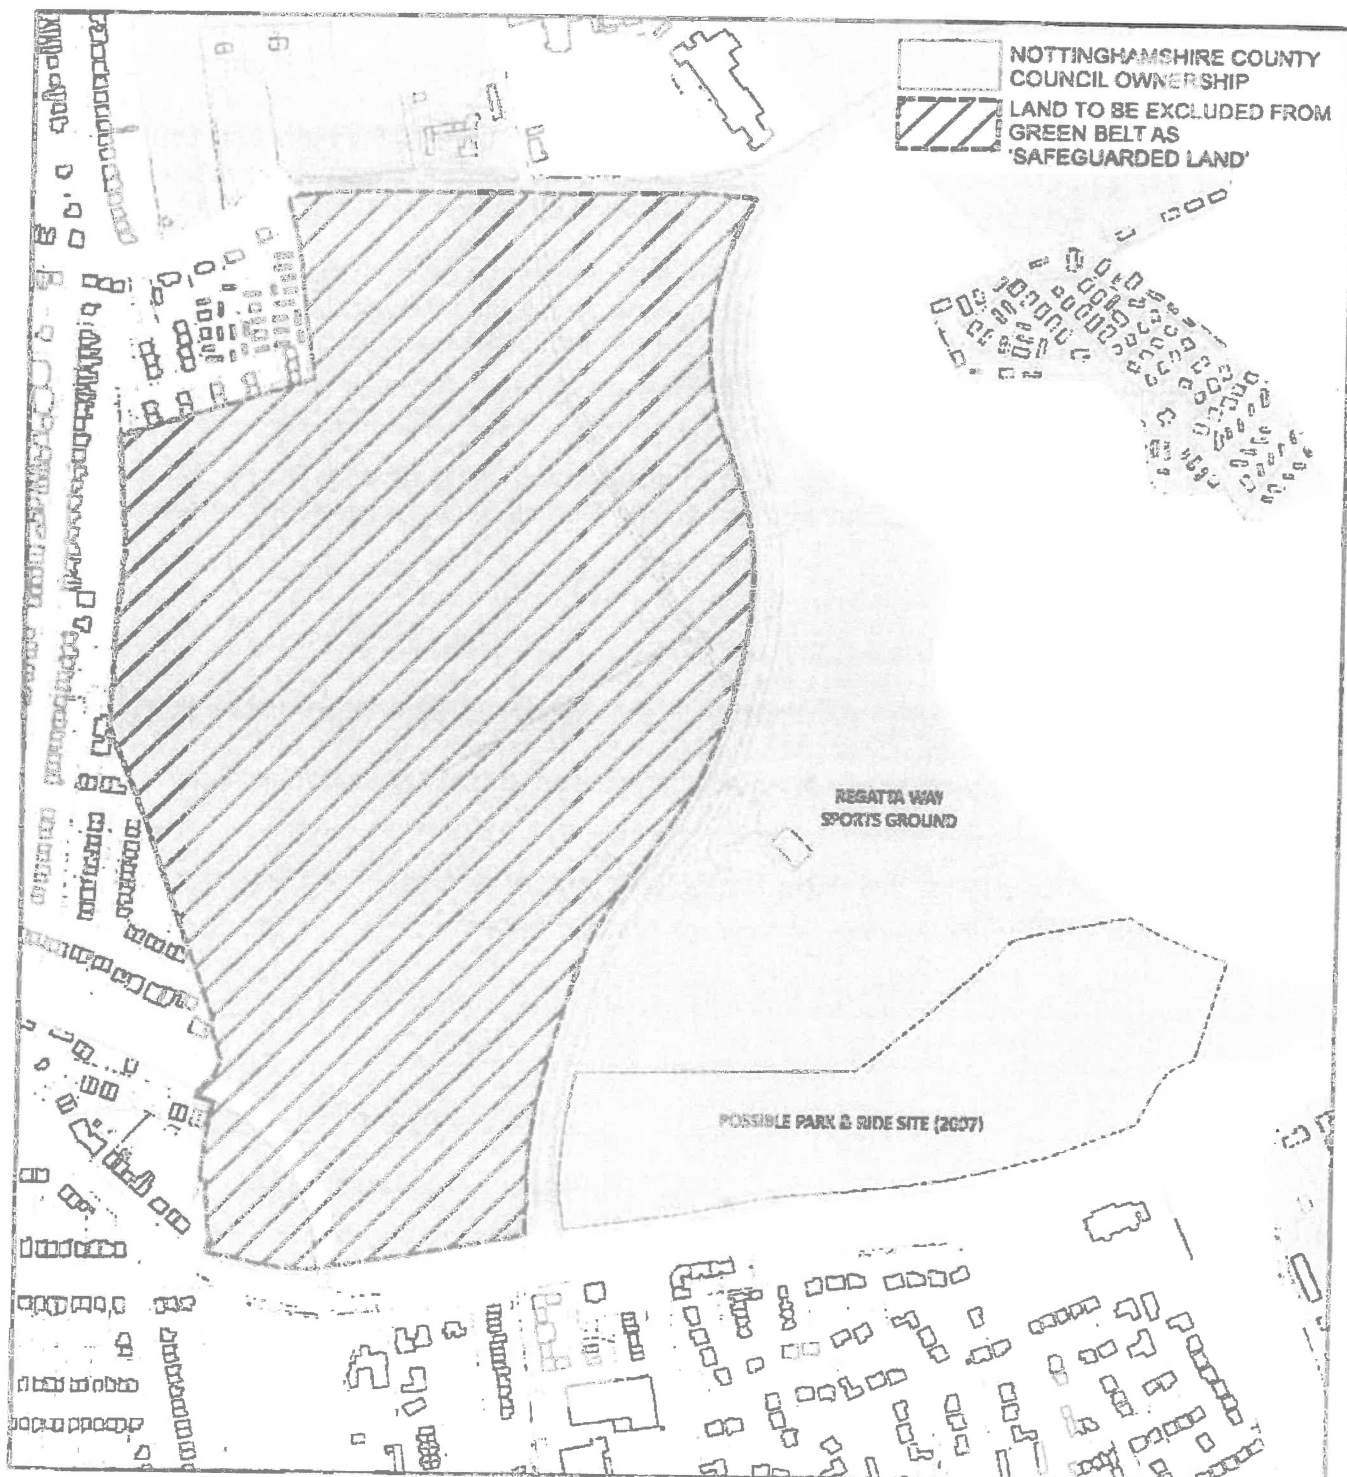 NOTTINGHAMSHIRE COUNTY
COUNCIL OWNERSHIP
LAND TO BE EXCLUDED FROM
GREEN BELT AS
'SAFEGUARDED LAND'
REGATTA WAY
SPORTS GROUND
POSSIBLE PARK & RIDE SITE (2007)